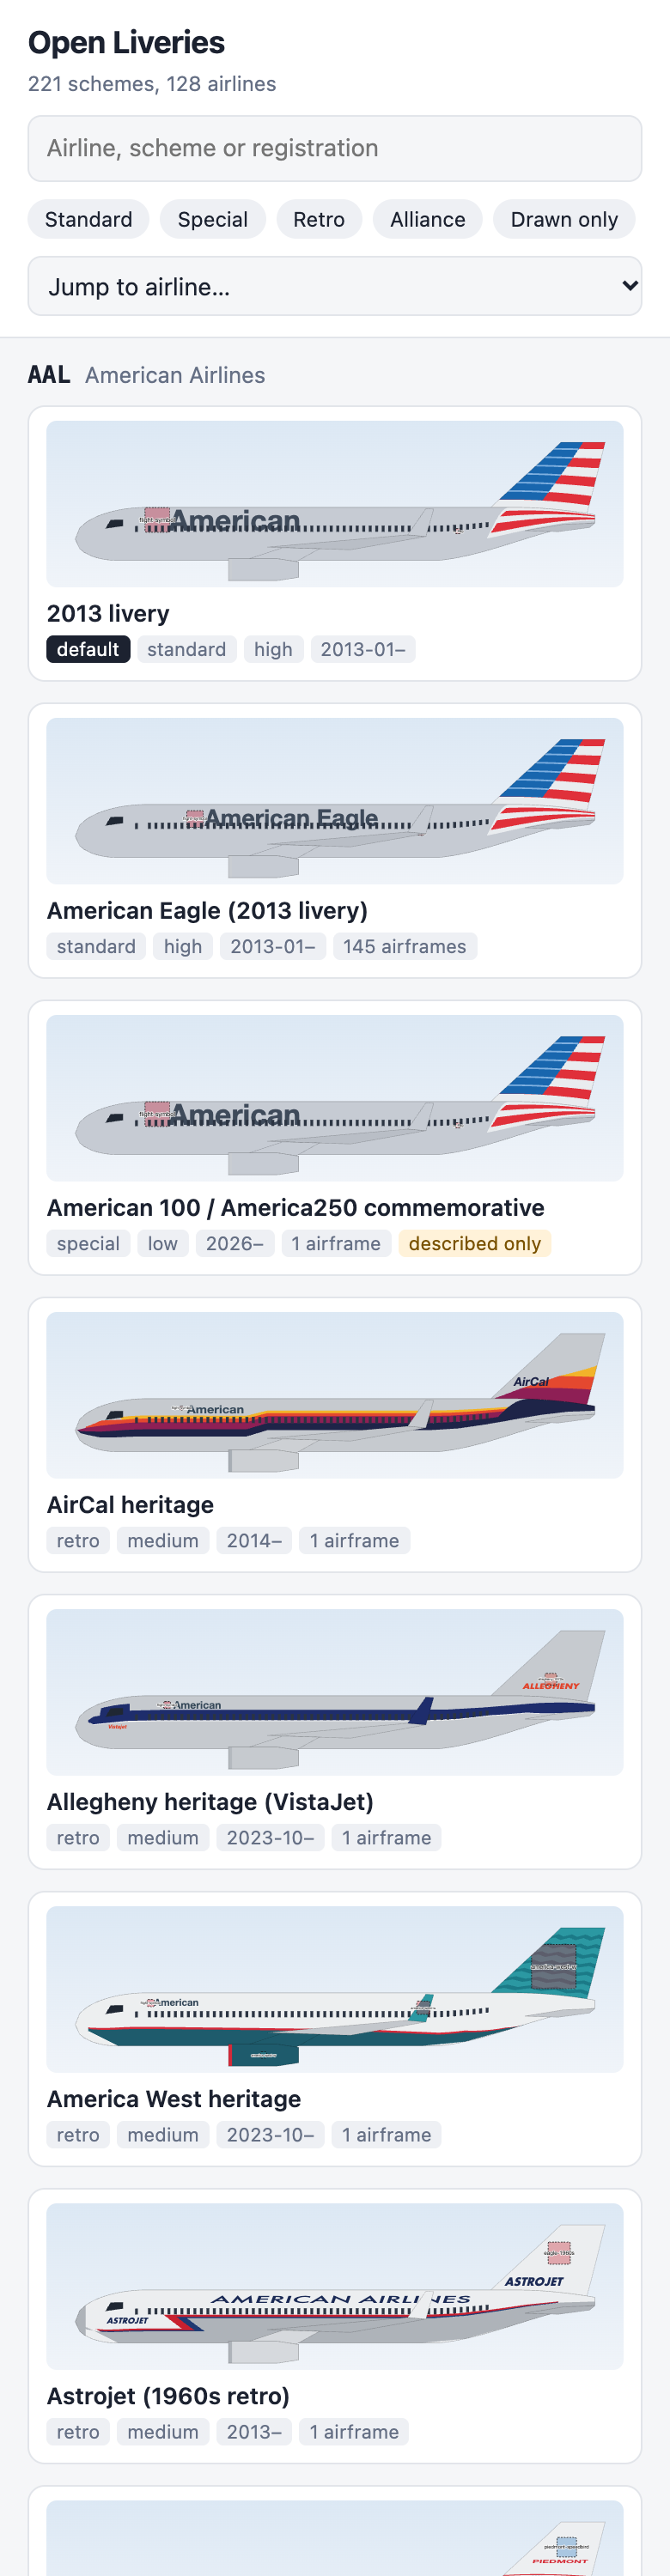 Open Liveries
221 schemes, 128 airlines
Airline, scheme or registration
Standard Special Retro Alliance Drawn only
Jump to airline...
AAL American Airlines
American
2013 livery
default standard high 2013-01–
American Eagle
American Eagle (2013 livery)
standard high 2013-01– 145 airframes
American
American 100 / America250 commemorative
special low 2026– 1 airframe described only
AirCal
American
AirCal heritage
retro medium 2014– 1 airframe
ALLEGHENY
American
Vistajet
Allegheny heritage (VistaJet)
retro medium 2023-10– 1 airframe
American
America West heritage
retro medium 2023-10– 1 airframe
ASTROJET
AMERICAN AIRLINES
ASTROJET
Astrojet (1960s retro)
retro medium 2013– 1 airframe
PIEDMONT